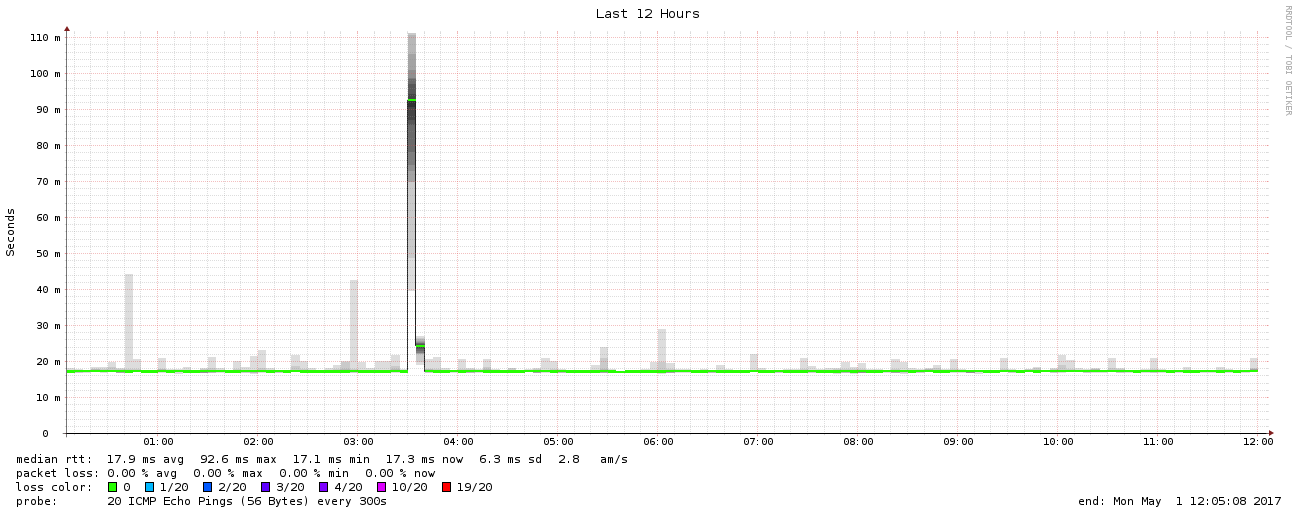 Last 12 Hours
RRDTOOL / TOBI OETIKER
Seconds
110 m
100 m
90 m
80 m
70 m
60 m
50 m
40 m
30 m
20 m
10 m
0
01:00 02:00 03:00 04:00 05:00 06:00 07:00 08:00 09:00 10:00 11:00 12:00
median rtt: 17.9 ms avg 92.6 ms max 17.1 ms min 17.3 ms now 6.3 ms sd 2.8 am/s
packet loss: 0.00 % avg 0.00 % max 0.00 % min 0.00 % now
loss color: 0 1/20 2/20 3/20 4/20 10/20 19/20
probe: 20 ICMP Echo Pings (56 Bytes) every 300s end: Mon May 1 12:05:08 2017